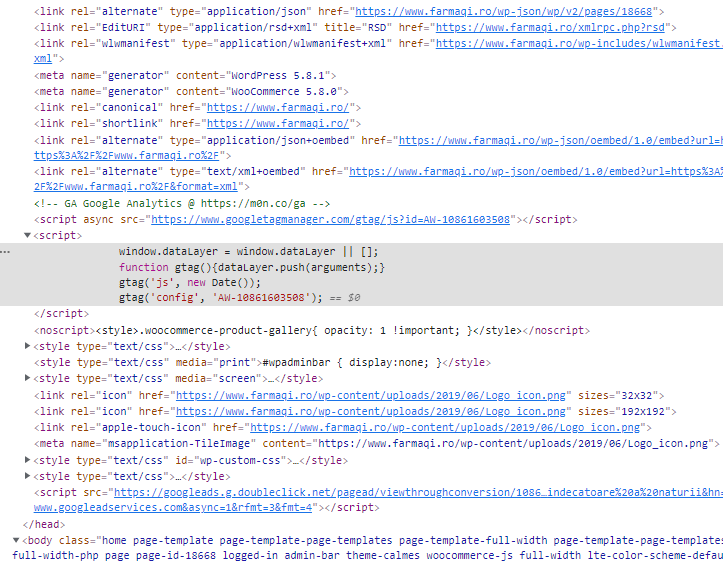 <link rel="alternate" type="application/json" href="https://www.farmaqi.ro/wp-json/wp/v2/pages/18668">
<link rel="EditURI" type="application/rsd+xml" title="RSD" href="https://www.farmaqi.ro/xmlrpc.php?rsd">
<link rel="wlwmanifest" type="application/wlwmanifest+xml" href="https://www.farmaqi.ro/wp-includes/wlwmanifest.
xml">
<meta name="generator" content="WordPress 5.8.1">
<meta name="generator" content="WooCommerce 5.8.0">
<link rel="canonical" href="https://www.farmaqi.ro/">
<link rel="shortlink" href="https://www.farmaqi.ro/">
<link rel="alternate" type="application/json+oembed" href="https://www.farmaqi.ro/wp-json/oembed/1.0/embed?url=h
ttps%3A%2F%2Fwww.farmaqi.ro%2F">
<link rel="alternate" type="text/xml+oembed" href="https://www.farmaqi.ro/wp-json/oembed/1.0/embed?url=https%3A%
2F%2Fwww.farmaqi.ro%2F&format=xml">
<!-- GA Google Analytics @ https://m0n.co/ga -->
<script async src="https://www.googletagmanager.com/gtag/js?id=AW-10861603508"></script>
▼<script>
… window.dataLayer = window.dataLayer || [];
function gtag(){dataLayer.push(arguments);}
gtag('js', new Date());
gtag('config', 'AW-10861603508'); == $0
</script>
<noscript><style>.woocommerce-product-gallery{ opacity: 1 !important; }</style></noscript>
▶<style type="text/css">…</style>
<style type="text/css" media="print">#wpadminbar { display:none; }</style>
▶<style type="text/css" media="screen">…</style>
<link rel="icon" href="https://www.farmaqi.ro/wp-content/uploads/2019/06/Logo_icon.png" sizes="32x32">
<link rel="icon" href="https://www.farmaqi.ro/wp-content/uploads/2019/06/Logo_icon.png" sizes="192x192">
<link rel="apple-touch-icon" href="https://www.farmaqi.ro/wp-content/uploads/2019/06/Logo_icon.png">
<meta name="msapplication-TileImage" content="https://www.farmaqi.ro/wp-content/uploads/2019/06/Logo_icon.png">
▶<style type="text/css" id="wp-custom-css">…</style>
▶<style type="text/css">…</style>
<script src="https://googleads.g.doubleclick.net/pagead/viewthroughconversion/1086…indecatoare%20a%20naturii&hn=
www.googleadservices.com&async=1&rfmt=3&fmt=4"></script>
</head>
▼<body class="home page-template page-template-page-templates page-template-full-width page-template-page-templates
full-width-php page page-id-18668 logged-in admin-bar theme-calmes woocommerce-js full-width lte-color-scheme-defau